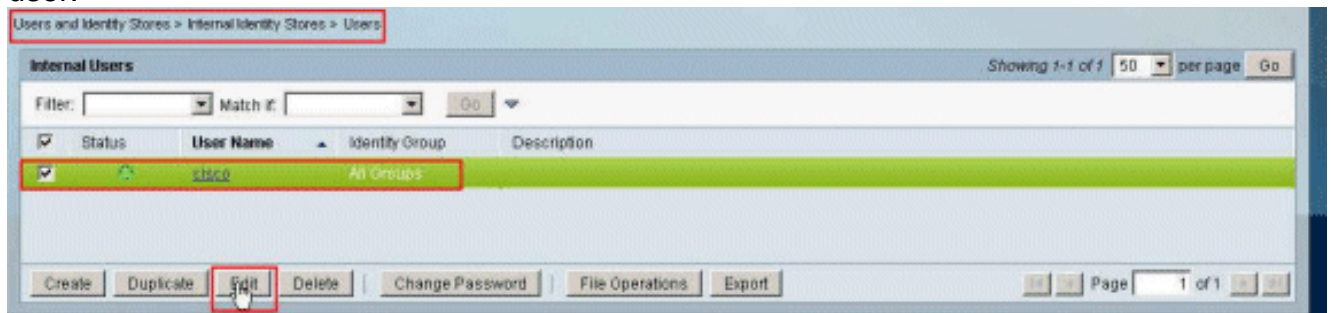 user.
Users and Identity Stores > Internal Identity Stores > Users
Internal Users Showing 1-1 of 1 50 per page Go
Filter: Match if: Go
Status User Name Identity Group Description
cisco All Groups
Create Duplicate Edit Delete | Change Password | File Operations Export Page 1 of 1